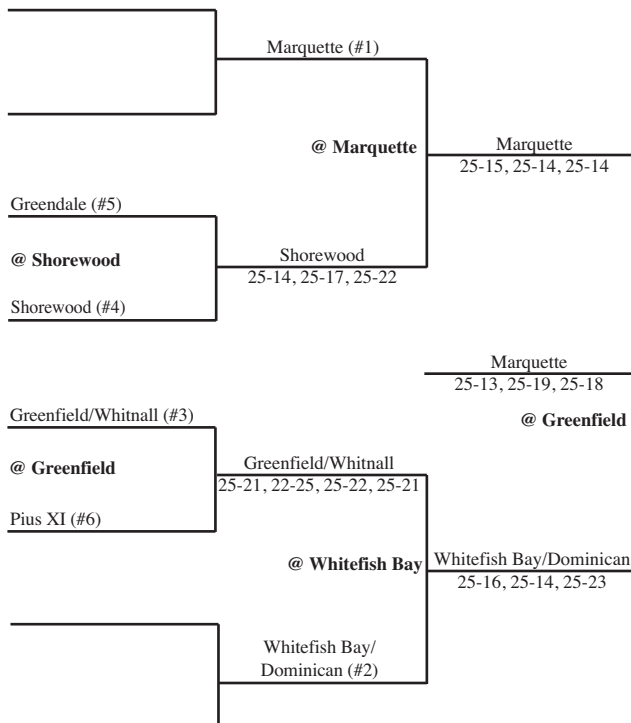 Marquette (#1)
@ Marquette
Marquette
25-15, 25-14, 25-14
Greendale (#5)
@ Shorewood
Shorewood
25-14, 25-17, 25-22
Shorewood (#4)
Marquette
25-13, 25-19, 25-18
@ Greenfield
Greenfield/Whitnall (#3)
@ Greenfield
Greenfield/Whitnall
25-21, 22-25, 25-22, 25-21
Pius XI (#6)
@ Whitefish Bay
Whitefish Bay/Dominican
25-16, 25-14, 25-23
Whitefish Bay/
Dominican (#2)